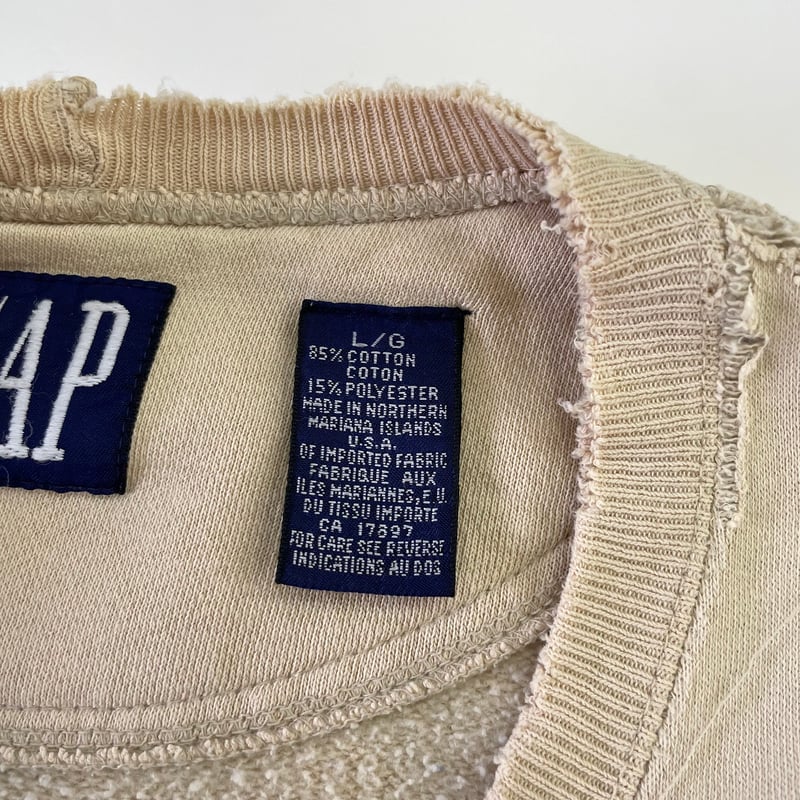 GAP
L/G
85% COTTON
COTON
15% POLYESTER
MADE IN NORTHERN
MARIANA ISLANDS
U.S.A.
OF IMPORTED FABRIC
FABRIQUE AUX
ILES MARIANNES, E.U.
DU TISSU IMPORTE
CA 17897
FOR CARE SEE REVERSE
INDICATIONS AU DOS